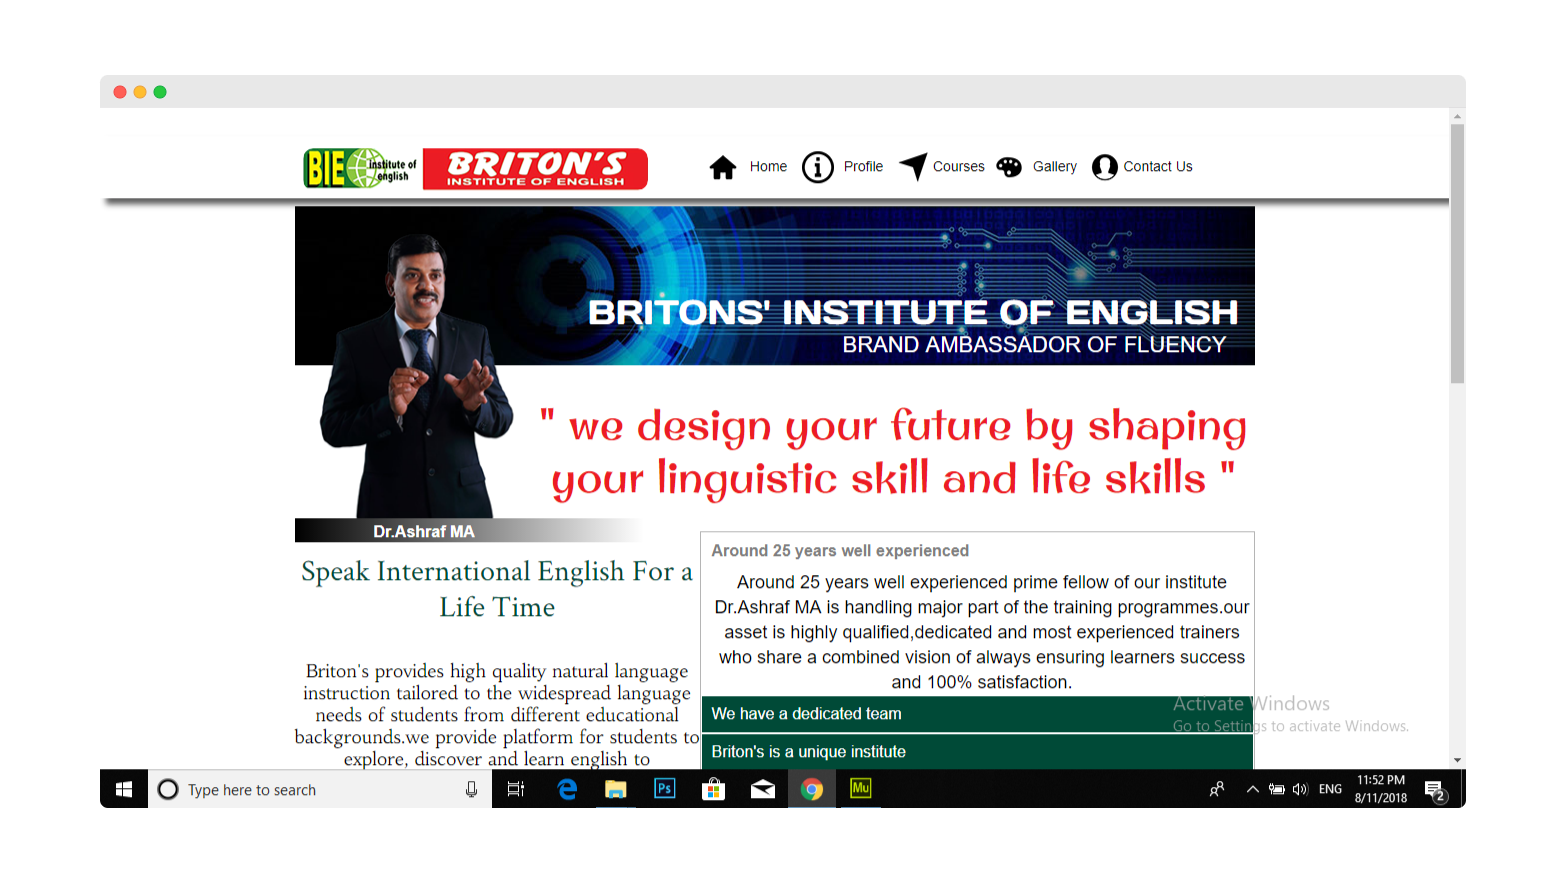 BIE institute of english
BRITON'S
INSTITUTE OF ENGLISH
Home Profile Courses Gallery Contact Us
BRITONS' INSTITUTE OF ENGLISH
BRAND AMBASSADOR OF FLUENCY
" we design your future by shaping
your linguistic skill and life skills "
Dr.Ashraf MA
Speak International English For a
Life Time
Briton's provides high quality natural language
instruction tailored to the widespread language
needs of students from different educational
backgrounds.we provide platform for students to
explore, discover and learn english to
Around 25 years well experienced
Around 25 years well experienced prime fellow of our institute
Dr.Ashraf MA is handling major part of the training programmes.our
asset is highly qualified,dedicated and most experienced trainers
who share a combined vision of always ensuring learners success
and 100% satisfaction.
We have a dedicated team
Briton's is a unique institute
Activate Windows
Go to Settings to activate Windows.
Type here to search
Ps
Mu
ENG
11:52 PM
8/11/2018
2